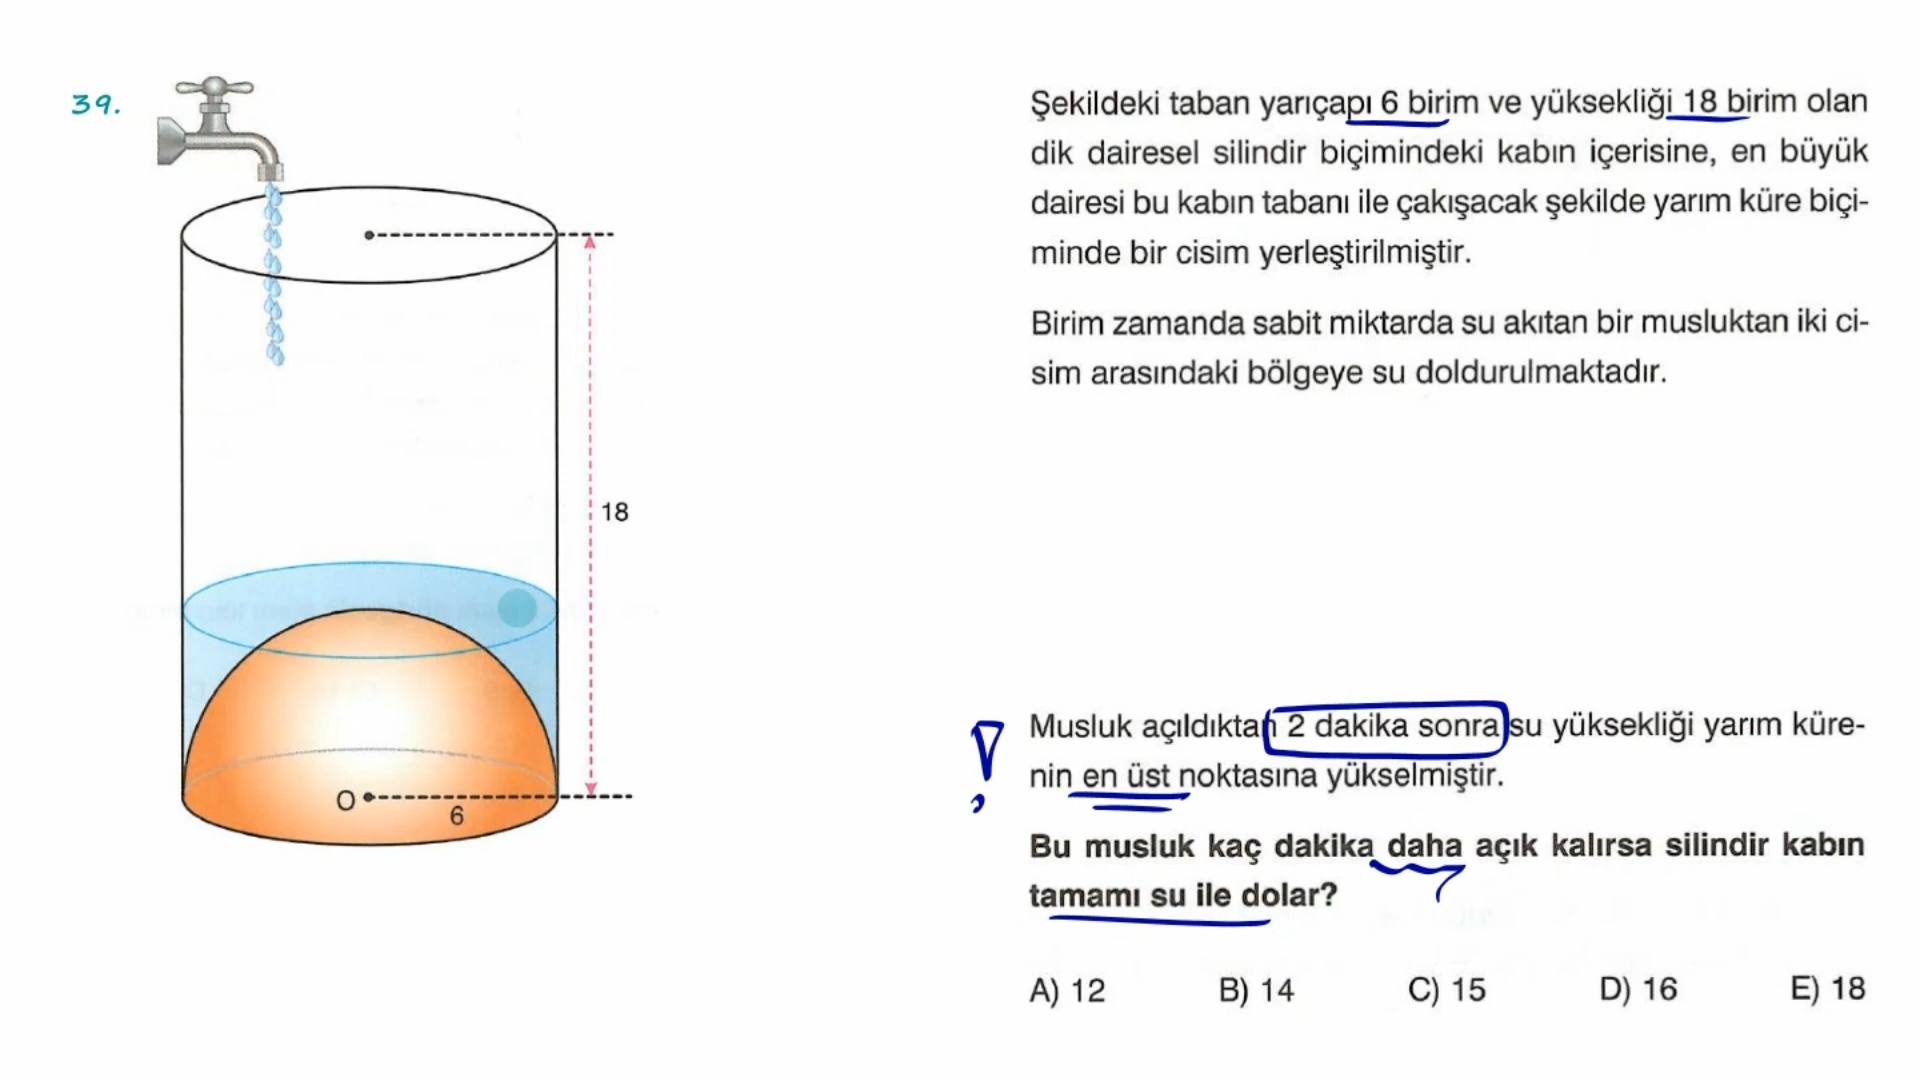 39.
Şekildeki taban yarıçapı 6 birim ve yüksekliği 18 birim olan
dik dairesel silindir biçimindeki kabın içerisine, en büyük
dairesi bu kabın tabanı ile çakışacak şekilde yarım küre biçi-
minde bir cisim yerleştirilmiştir.
Birim zamanda sabit miktarda su akıtan bir musluktan iki ci-
sim arasındaki bölgeye su doldurulmaktadır.
18
O
6
Musluk açıldıktan 2 dakika sonra su yüksekliği yarım küre-
nin en üst noktasına yükselmiştir.
Bu musluk kaç dakika daha açık kalırsa silindir kabın
tamamı su ile dolar?
A) 12 B) 14 C) 15 D) 16 E) 18